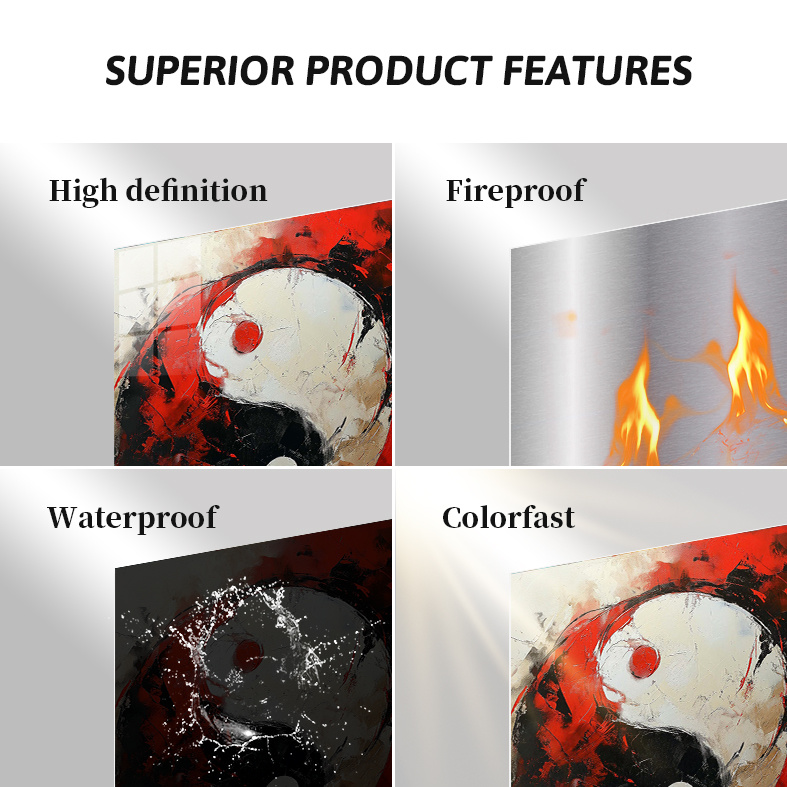 SUPERIOR PRODUCT FEATURES
High definition
Fireproof
Waterproof
Colorfast